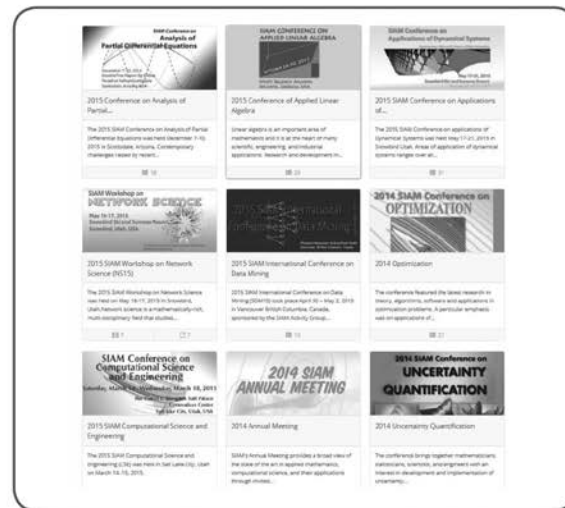 SIAM Conference on
Analysis of
Partial Differential Equations
2015 Conference on Analysis of
Partial...
The 2015 SIAM Conference on Analysis of Partial
Differential Equations was held December 7-10
2015 in Scottsdale, Arizona. Contemporary
challenges raised by recent...
18
SIAM CONFERENCE ON
APPLIED LINEAR ALGEBRA
2015 Conference of Applied Linear
Algebra
Linear algebra is an important area of
mathematics and it is at the heart of many
scientific, engineering, and industrial
applications. Research and development in...
SIAM Conference on
Applications of Dynamical Systems
2015 SIAM Conference on Applications
of...
The 2015 SIAM Conference on applications of
Dynamical Systems was held May 17-21, 2015 in
Snowbird Utah. Areas of application of dynamical
systems ranges over an...
31
SIAM Workshop on
NETWORK SCIENCE
May 16-17, 2015
Snowbird, Utah, USA
2015 SIAM Workshop on Network
Science (NS15)
The 2015 SIAM Workshop on Network Science
was held on May 16-17, 2015 in Snowbird,
Utah.Network science is a mathematically-rich,
multi-disciplinary field that studied...
7
7
2015 SIAM International
Conference on Data Mining
2015 SIAM International Conference on
Data Mining
2015 SIAM International Conference on Data
Mining (SDM15) took place April 30 – May 2, 2015
in Vancouver British Columbia, Canada,
sponsored by the SIAM Activity Group...
2014 SIAM Conference on
OPTIMIZATION
2014 Optimization
The conference featured the latest research in
theory, algorithms, software and applications in
optimization problems. A particular emphasis
was on applications of...
SIAM Conference on
Computational Science
and Engineering
2015 SIAM Computational Science and
Engineering
The 2015 SIAM Computational Science and
Engineering (CSE) was held in Salt Lake City, Utah
on March 14-18, 2015.
2014 SIAM
ANNUAL MEETING
2014 Annual Meeting
SIAM's Annual Meeting provides a broad view of
the state of the art in applied mathematics,
computational science, and their applications
through invited...
2014 SIAM Conference on
UNCERTAINTY
QUANTIFICATION
2014 Uncertainty Quantification
The conference brings together mathematicians,
statisticians, scientists, and engineers with an
interest in development and implementation of
uncertainty...